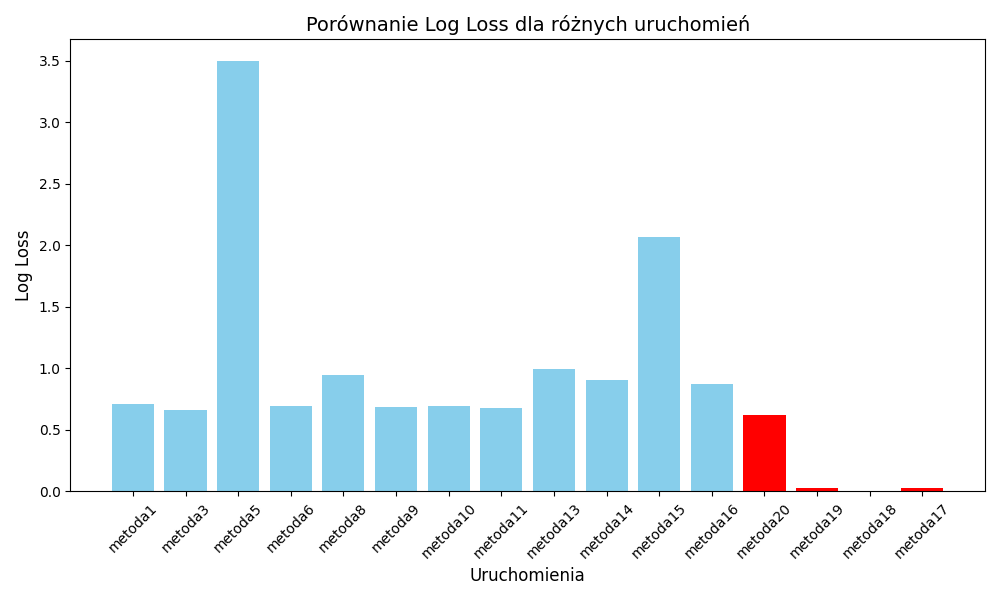 Porównanie Log Loss dla różnych uruchomień
Log Loss
3.5
3.0
2.5
2.0
1.5
1.0
0.5
0.0
metoda1
metoda3
metoda5
metoda6
metoda8
metoda9
metoda10
metoda11
metoda13
metoda14
metoda15
metoda16
metoda20
metoda19
metoda18
metoda17
Uruchomienia